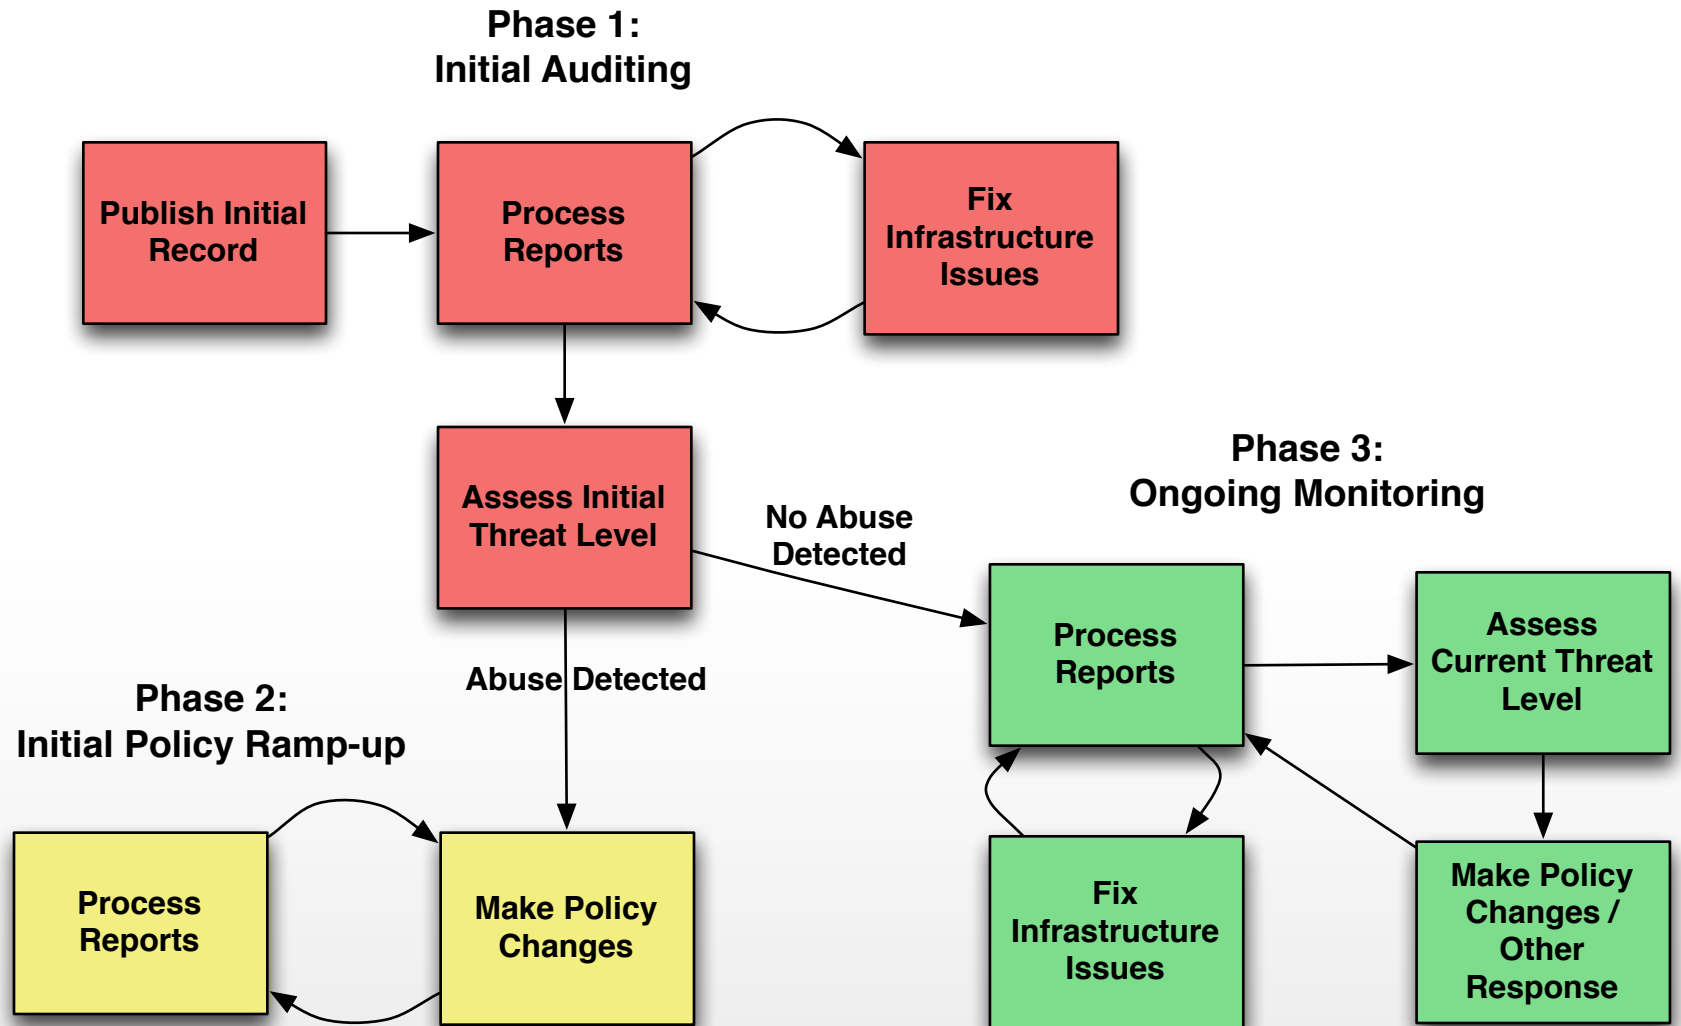 Phase 1:
Initial Auditing
Publish Initial
Record
Process
Reports
Fix
Infrastructure
Issues
Assess Initial
Threat Level
No Abuse
Detected
Abuse Detected
Phase 3:
Ongoing Monitoring
Process
Reports
Assess
Current Threat
Level
Phase 2:
Initial Policy Ramp-up
Process
Reports
Make Policy
Changes
Fix
Infrastructure
Issues
Make Policy
Changes /
Other
Response